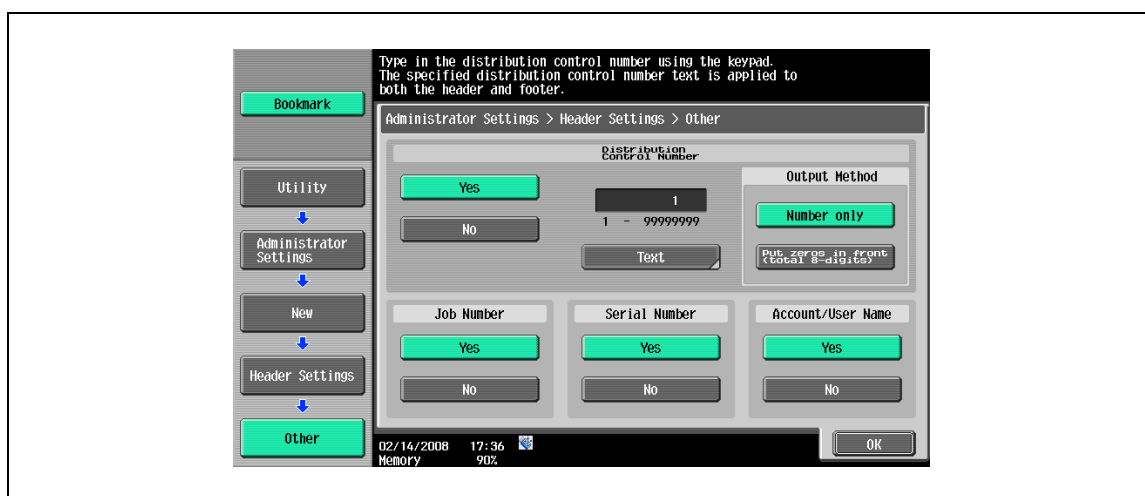 Type in the distribution control number using the keypad.
The specified distribution control number text is applied to
both the header and footer.
Bookmark
Administrator Settings > Header Settings > Other
Utility
Administrator
Settings
New
Header Settings
Other
Distribution
Control Number
Yes
No
1
1 - 99999999
Text
Output Method
Number only
Put zeros in front
(total 8-digits)
Job Number
Yes
No
Serial Number
Yes
No
Account/User Name
Yes
No
02/14/2008 17:36
Memory 90%
OK